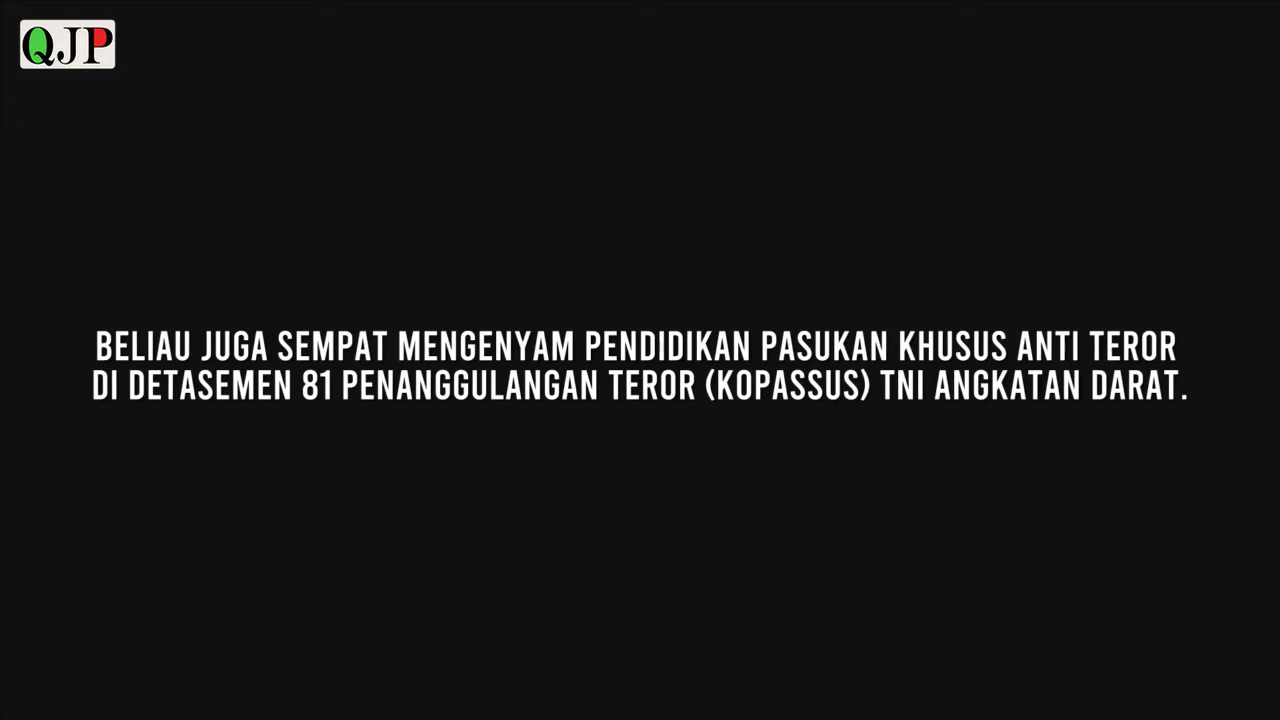 QJP
BELIAU JUGA SEMPAT MENGENYAM PENDIDIKAN PASUKAN KHUSUS ANTI TEROR
DI DETASEMEN 81 PENANGGULANGAN TEROR (KOPASSUS) TNI ANGKATAN DARAT.